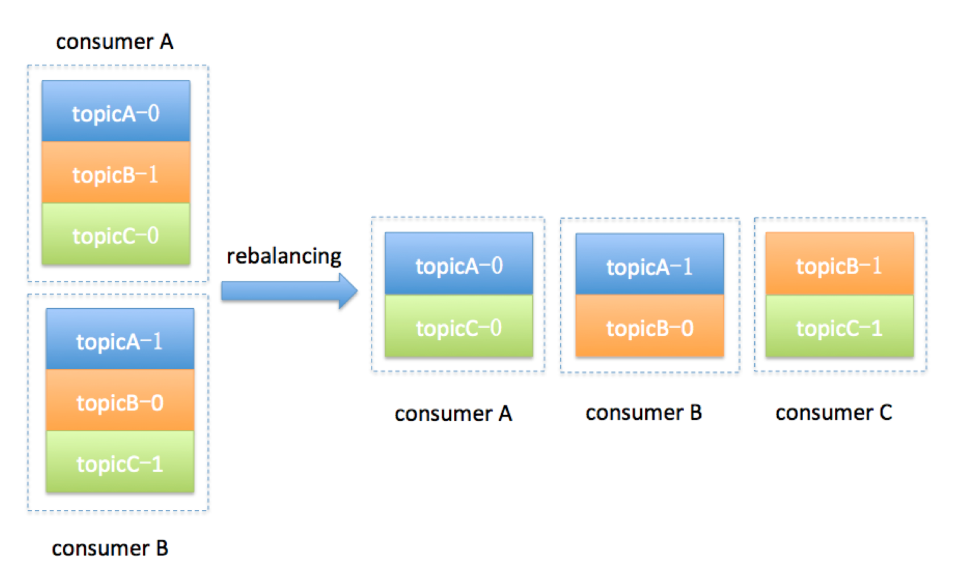 consumer A
topicA-0
topicB-1
topicC-0
topicA-1
topicB-0
topicC-1
consumer B
rebalancing
topicA-0
topicC-0
consumer A
topicA-1
topicB-0
consumer B
topicB-1
topicC-1
consumer C